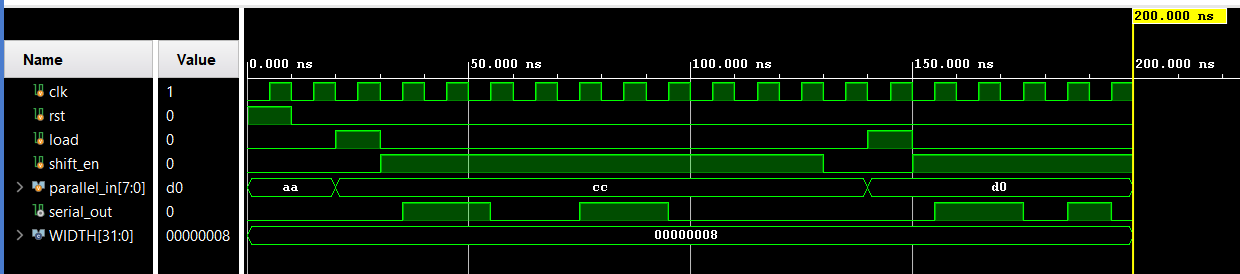 200.000 ns
Name Value
0.000 ns 50.000 ns 100.000 ns 150.000 ns 200.000 ns
clk 1
rst 0
load 0
shift_en 0
parallel_in[7:0] d0 aa cc d0
serial_out 0
WIDTH[31:0] 00000008 00000008